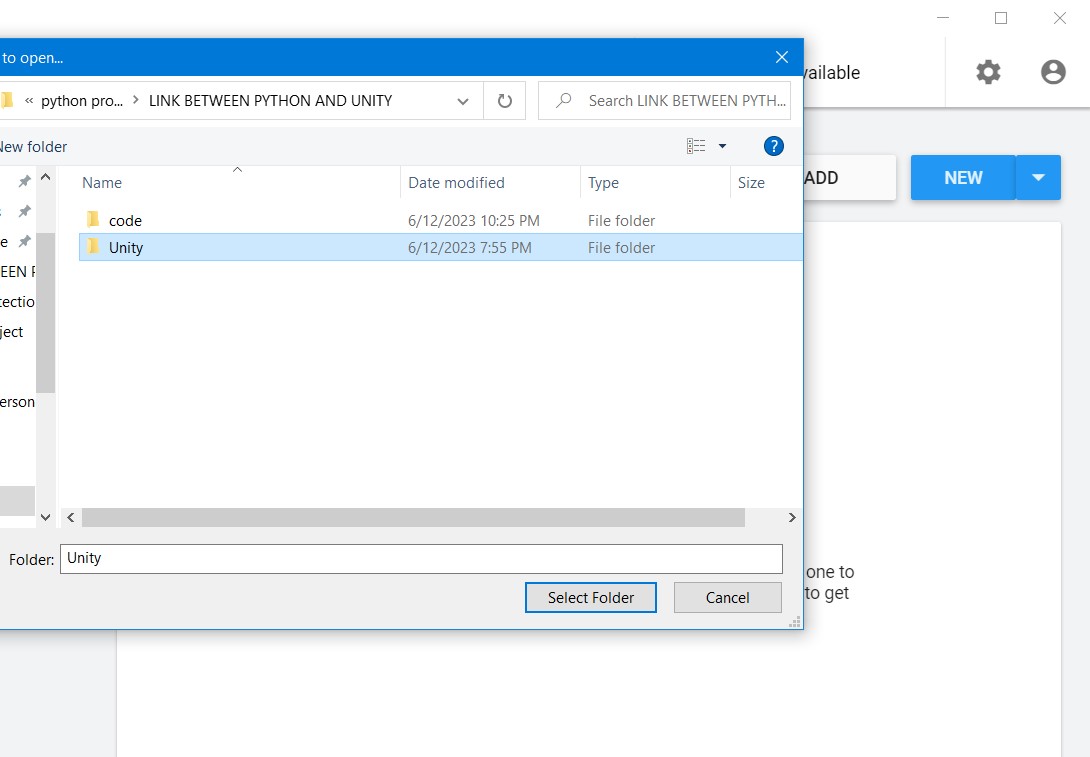 to open...
vailable
« python pro... > LINK BETWEEN PYTHON AND UNITY
Search LINK BETWEEN PYTH...
New folder
?
ADD
NEW
Name
Date modified
Type
Size
code
6/12/2023 10:25 PM
File folder
Unity
6/12/2023 7:55 PM
File folder
e
EEN P
tectio
ject
erson
Folder:
Unity
one to
to get
Select Folder
Cancel